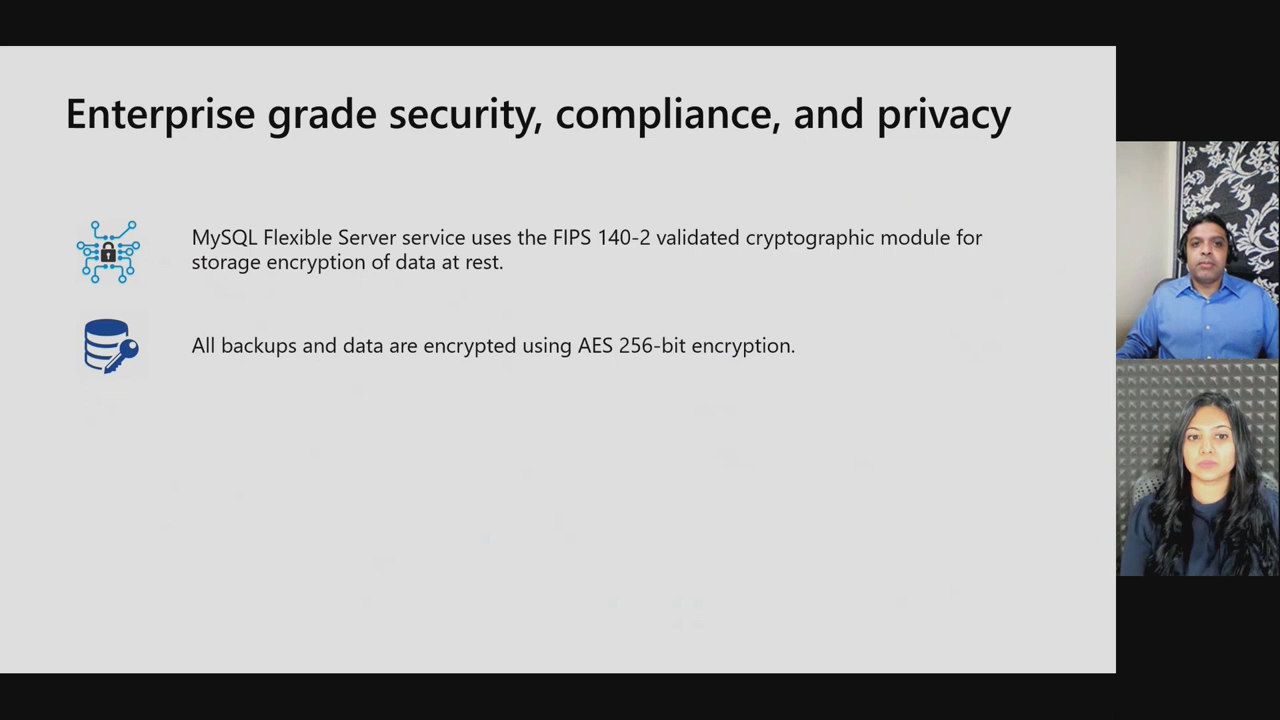 Enterprise grade security, compliance, and privacy
MySQL Flexible Server service uses the FIPS 140-2 validated cryptographic module for
storage encryption of data at rest.
All backups and data are encrypted using AES 256-bit encryption.